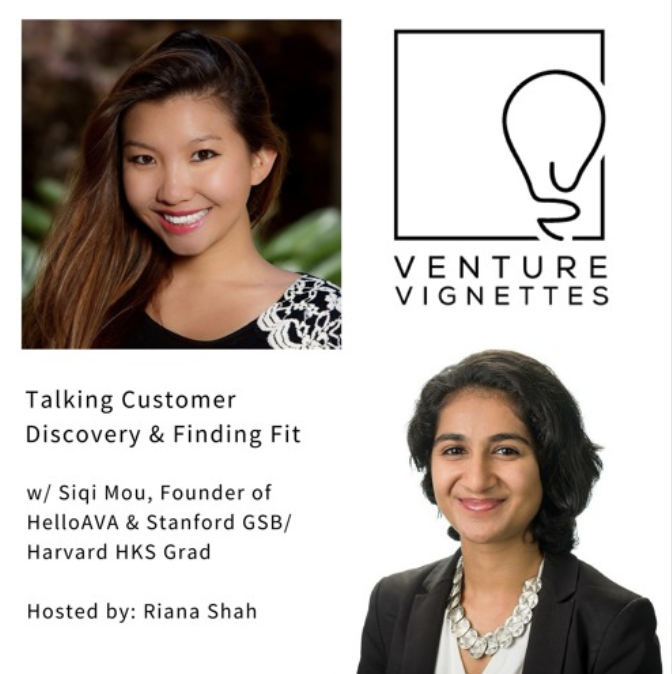 VENTURE
VIGNETTES
Talking Customer
Discovery & Finding Fit
w/ Siqi Mou, Founder of
HelloAVA & Stanford GSB/
Harvard HKS Grad
Hosted by: Riana Shah